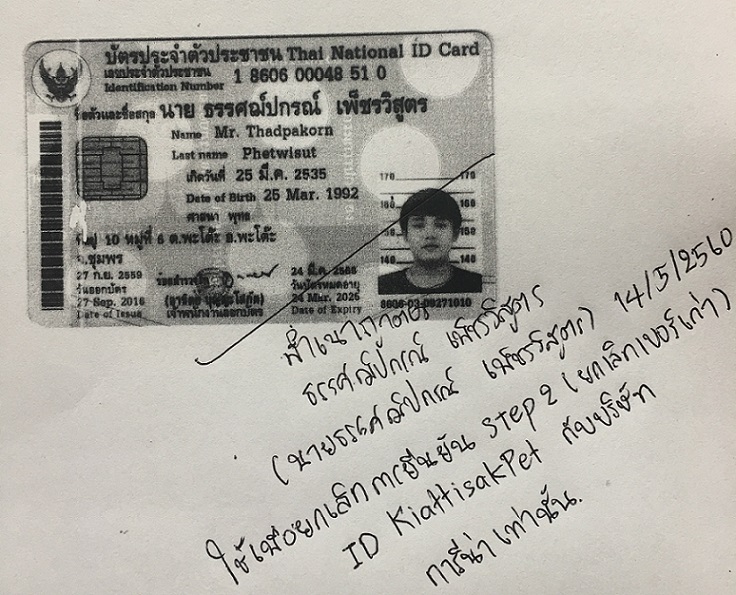 บัตรประจำตัวประชาชน Thai National ID Card
เลขประจำตัวประชาชน 1 8606 00048 51 0
Identification Number
ชื่อตัวและชื่อสกุล นาย ธรรศฌ์ปกรณ์ เพ็ชรวิสูตร
Name Mr. Thadpakorn
Last name Phetwisut
เกิดวันที่ 25 มี.ค. 2535
Date of Birth 25 Mar. 1992
ศาสนา พุทธ
ที่อยู่ 10 หมู่ที่ 6 ต.พะโต๊ะ อ.พะโต๊ะ
จ.ชุมพร
27 ก.ย. 2559
วันออกบัตร
27 Sep. 2016
Date of Issue
เจ้าพนักงานออกบัตร
24 มี.ค. 2568
วันบัตรหมดอายุ
24 Mar. 2025
Date of Expiry
170 170
160 160
150 150
140 140
8606-03-09271010
สำเนาถูกต้อง
ธรรศฌ์ปกรณ์ เพ็ชรวิสูตร
(นายธรรศฌ์ปกรณ์ เพ็ชรวิสูตร) 14/5/2560
ใช้เพื่อยกเลิกการยืนยัน Step 2 (ยกเลิกเบอร์เก่า)
ID KiattisakPet กับบริษัท
การีน่าเท่านั้น.